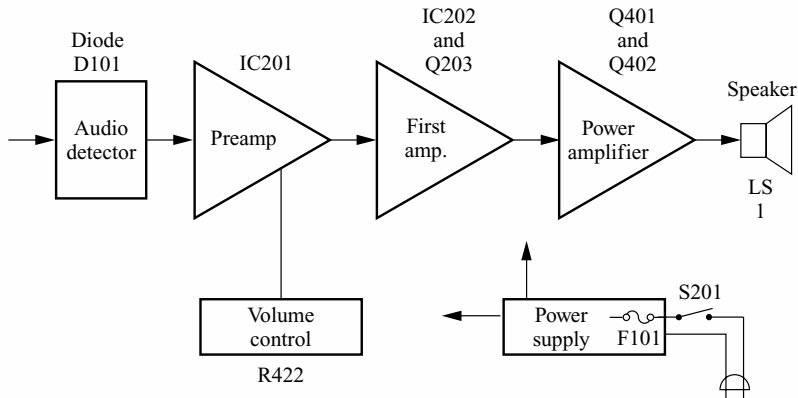 Diode
D101
Audio
detector
IC201
Preamp
IC202
and
Q203
First
amp.
Q401
and
Q402
Power
amplifier
Speaker
LS
1
Volume
control
R422
Power
supply
F101
S201